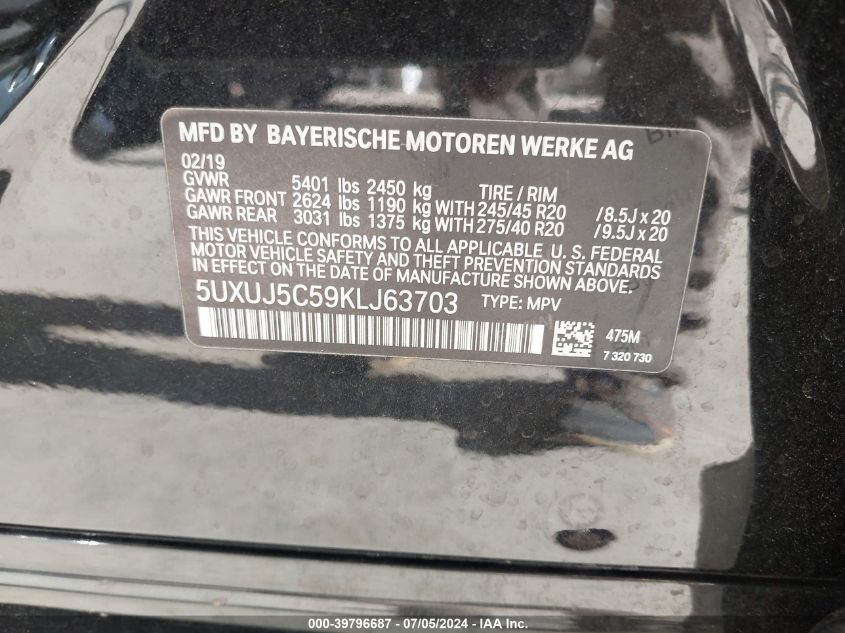 MFD BY BAYERISCHE MOTOREN WERKE AG
02/19
GVWR 5401 lbs 2450 kg TIRE / RIM
GAWR FRONT 2624 lbs 1190 kg WITH 245/45 R20 /8.5J x 20
GAWR REAR 3031 lbs 1375 kg WITH 275/40 R20 /9.5J x 20
THIS VEHICLE CONFORMS TO ALL APPLICABLE U. S. FEDERAL
MOTOR VEHICLE SAFETY AND THEFT PREVENTION STANDARDS
IN EFFECT ON THE DATE OF MANUFACTURE SHOWN ABOVE.
5UXUJ5C59KLJ63703 TYPE: MPV
475M
7 320 730
000-39796687 - 07/05/2024 - IAA Inc.